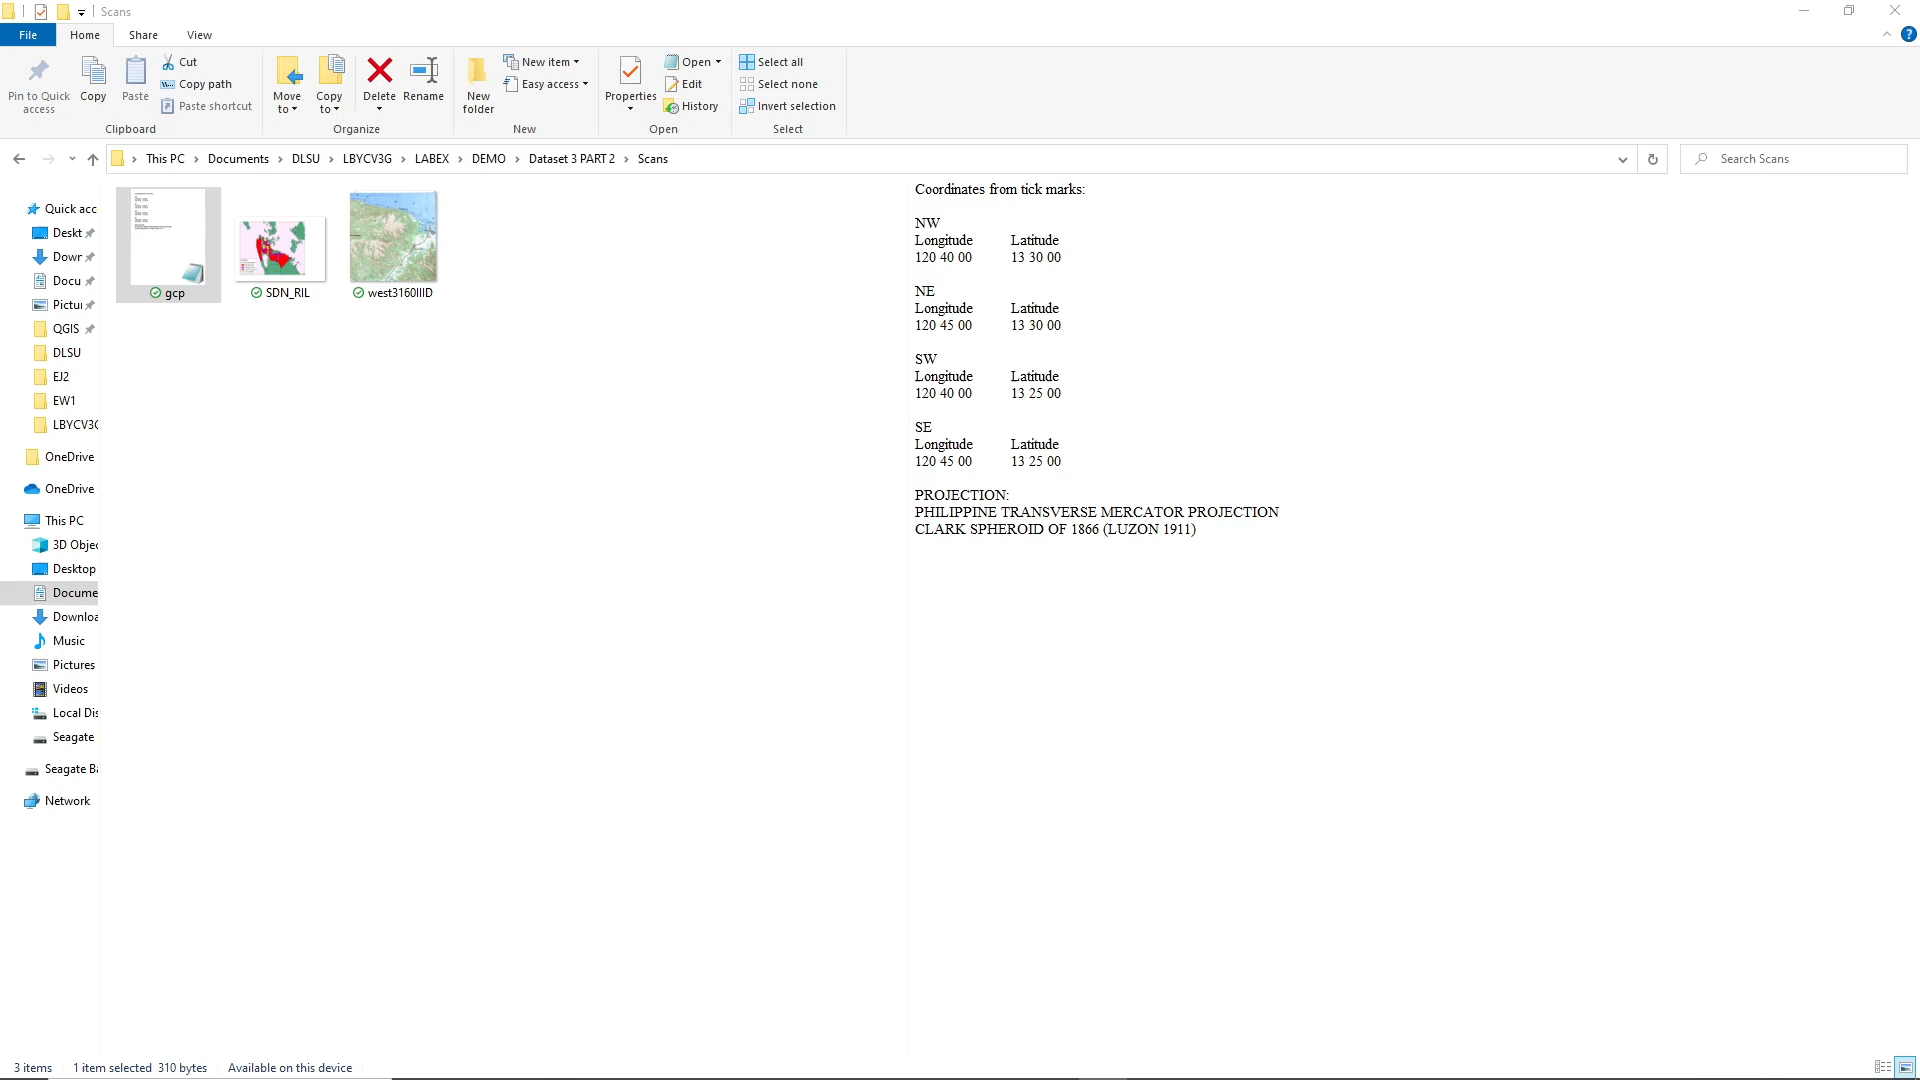 Scans
File Home Share View
Pin to Quick access
Copy
Paste
Cut
Copy path
Paste shortcut
Clipboard
Move to
Copy to
Delete
Rename
Organize
New folder
New item
Easy access
New
Properties
Open
Edit
History
Open
Select all
Select none
Invert selection
Select
This PC > Documents > DLSU > LBYCV3G > LABEX > DEMO > Dataset 3 PART 2 > Scans
Search Scans
Quick acc
Deskt
Dowr
Docu
Pictu
QGIS
DLSU
EJ2
EW1
LBYCV3G
OneDrive
OneDrive
This PC
3D Objec
Desktop
Docume
Downloa
Music
Pictures
Videos
Local Dis
Seagate
Seagate Ba
Network
gcp
SDN_RIL
west3160IIID
Coordinates from tick marks:
NW
Longitude Latitude
120 40 00 13 30 00
NE
Longitude Latitude
120 45 00 13 30 00
SW
Longitude Latitude
120 40 00 13 25 00
SE
Longitude Latitude
120 45 00 13 25 00
PROJECTION:
PHILIPPINE TRANSVERSE MERCATOR PROJECTION
CLARK SPHEROID OF 1866 (LUZON 1911)
3 items 1 item selected 310 bytes Available on this device